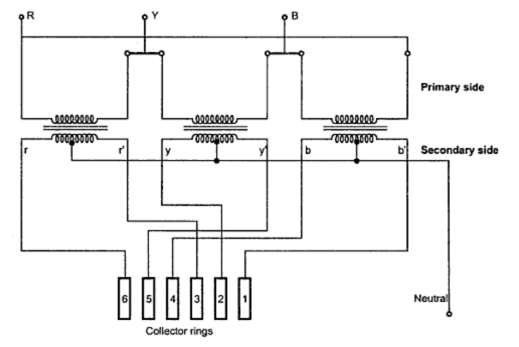 R Y B
Primary side
Secondary side
r r' y y' b b'
6 5 4 3 2 1
Neutral
Collector rings